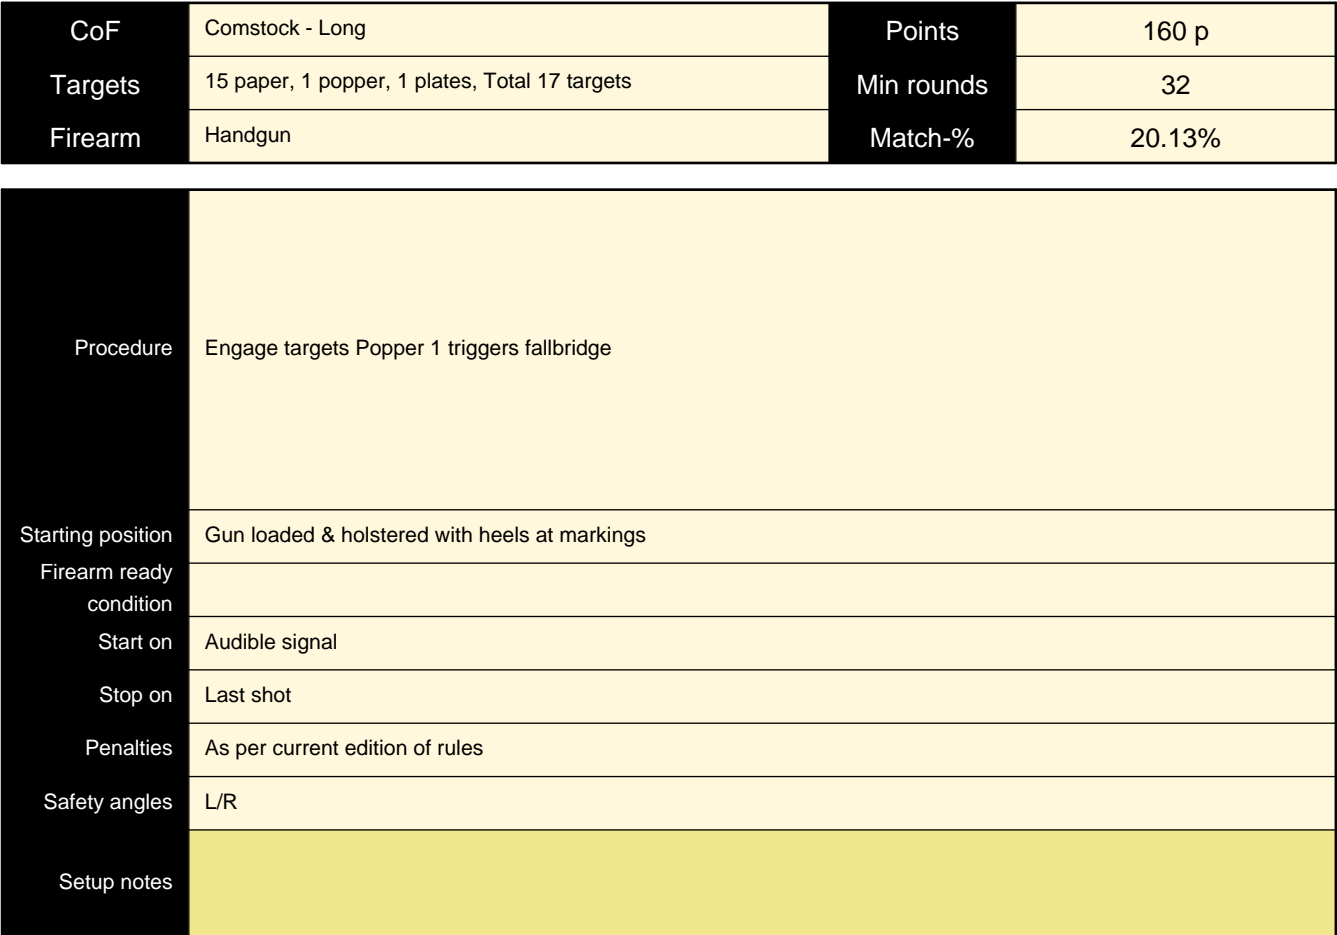 CoF Comstock - Long Points 160 p
Targets 15 paper, 1 popper, 1 plates, Total 17 targets Min rounds 32
Firearm Handgun Match-% 20.13%
Procedure Engage targets Popper 1 triggers fallbridge
Starting position Gun loaded & holstered with heels at markings
Firearm ready
condition
Start on Audible signal
Stop on Last shot
Penalties As per current edition of rules
Safety angles L/R
Setup notes